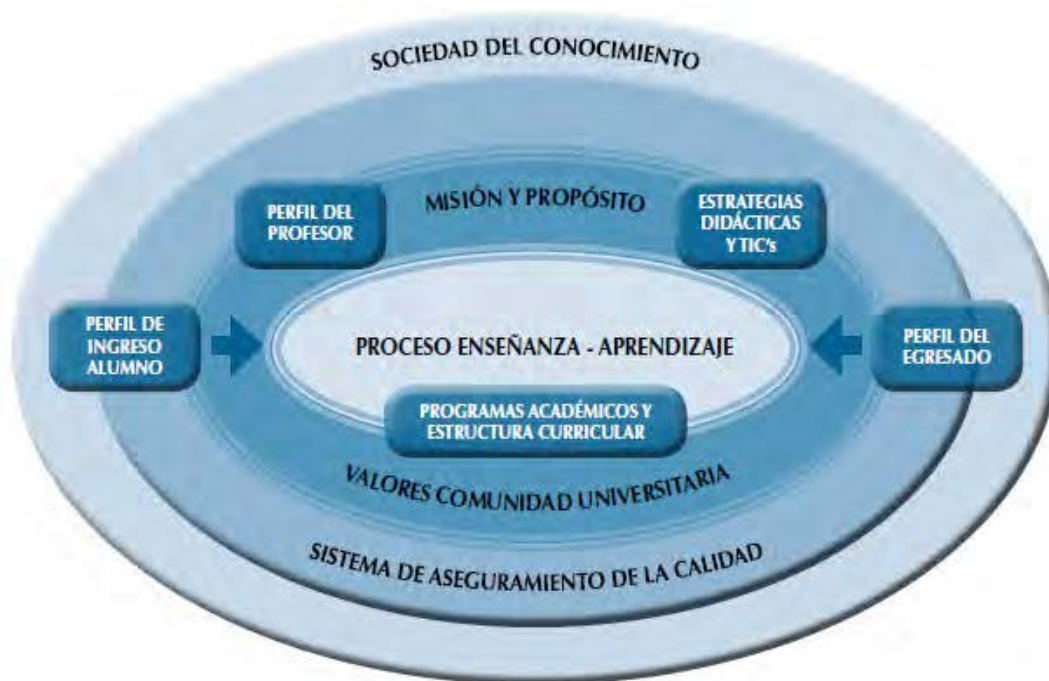 SOCIEDAD DEL CONOCIMIENTO
MISIÓN Y PROPÓSITO
PERFIL DEL
PROFESOR
ESTRATEGIAS
DIDÁCTICAS
Y TIC's
PERFIL DE
INGRESO
ALUMNO
PROCESO ENSEÑANZA - APRENDIZAJE
PERFIL DEL
EGRESADO
PROGRAMAS ACADÉMICOS Y
ESTRUCTURA CURRICULAR
VALORES COMUNIDAD UNIVERSITARIA
SISTEMA DE ASEGURAMIENTO DE LA CALIDAD